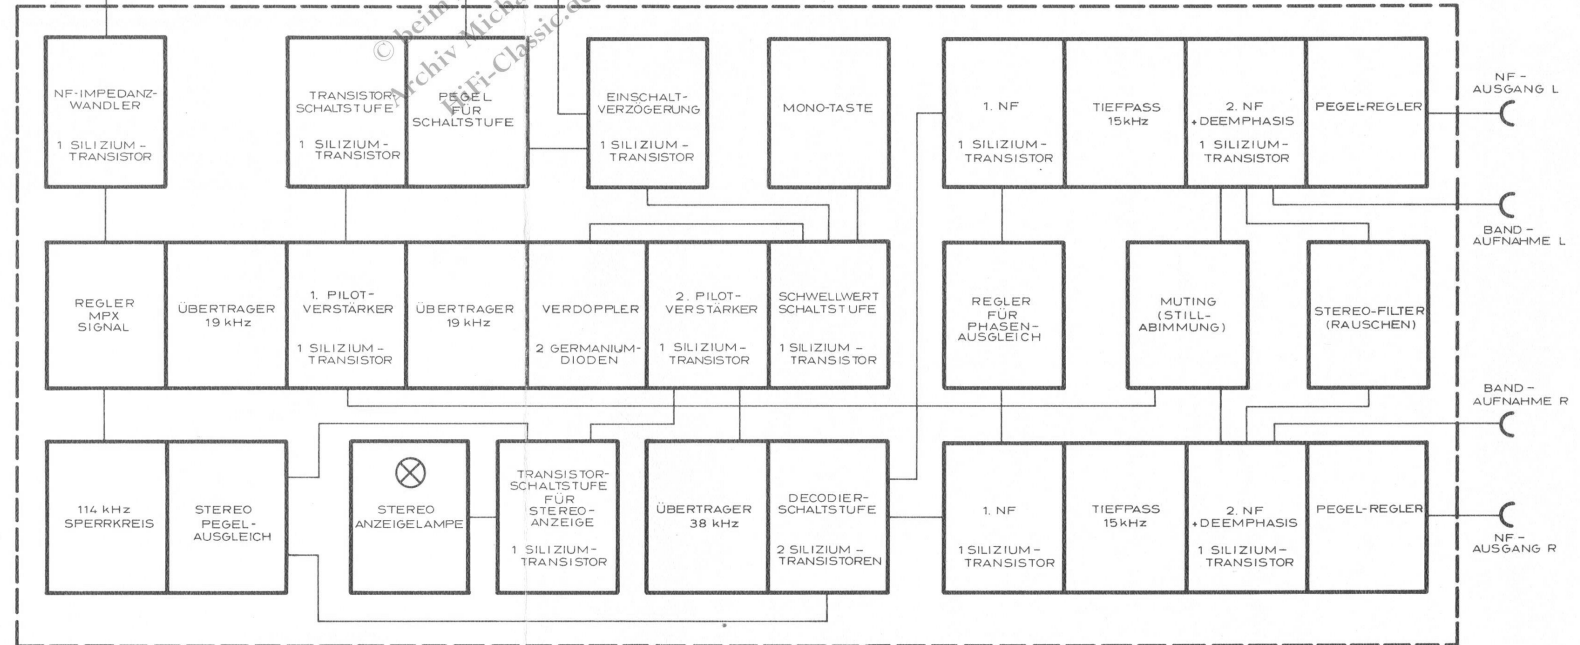 © beim
Archiv Micha
HiFi-Classic.de
NF-IMPEDANZ-
WANDLER
1 SILIZIUM-
TRANSISTOR
TRANSISTOR-
SCHALTSTUFE
1 SILIZIUM-
TRANSISTOR
PEGEL
FÜR
SCHALTSTUFE
EINSCHALT-
VERZÖGERUNG
1 SILIZIUM-
TRANSISTOR
MONO-TASTE
1. NF
1 SILIZIUM-
TRANSISTOR
TIEFPASS
15kHz
2. NF
+DEEMPHASIS
1 SILIZIUM-
TRANSISTOR
PEGEL-REGLER
NF-
AUSGANG L
BAND-
AUFNAHME L
REGLER
MPX
SIGNAL
ÜBERTRAGER
19 kHz
1. PILOT-
VERSTÄRKER
1 SILIZIUM-
TRANSISTOR
ÜBERTRAGER
19 kHz
VERDOPPLER
2 GERMANIUM-
DIODEN
2. PILOT-
VERSTÄRKER
1 SILIZIUM-
TRANSISTOR
SCHWELLWERT
SCHALTSTUFE
1 SILIZIUM-
TRANSISTOR
REGLER
FÜR
PHASEN-
AUSGLEICH
MUTING
(STILL-
ABIMMUNG)
STEREO-FILTER
(RAUSCHEN)
BAND-
AUFNAHME R
114 kHz
SPERRKREIS
STEREO
PEGEL-
AUSGLEICH
STEREO
ANZEIGELAMPE
TRANSISTOR-
SCHALTSTUFE
FÜR
STEREO-
ANZEIGE
1 SILIZIUM-
TRANSISTOR
ÜBERTRAGER
38 kHz
DECODIER-
SCHALTSTUFE
2 SILIZIUM-
TRANSISTOREN
1. NF
1 SILIZIUM-
TRANSISTOR
TIEFPASS
15kHz
2. NF
+DEEMPHASIS
1 SILIZIUM-
TRANSISTOR
PEGEL-REGLER
NF-
AUSGANG R